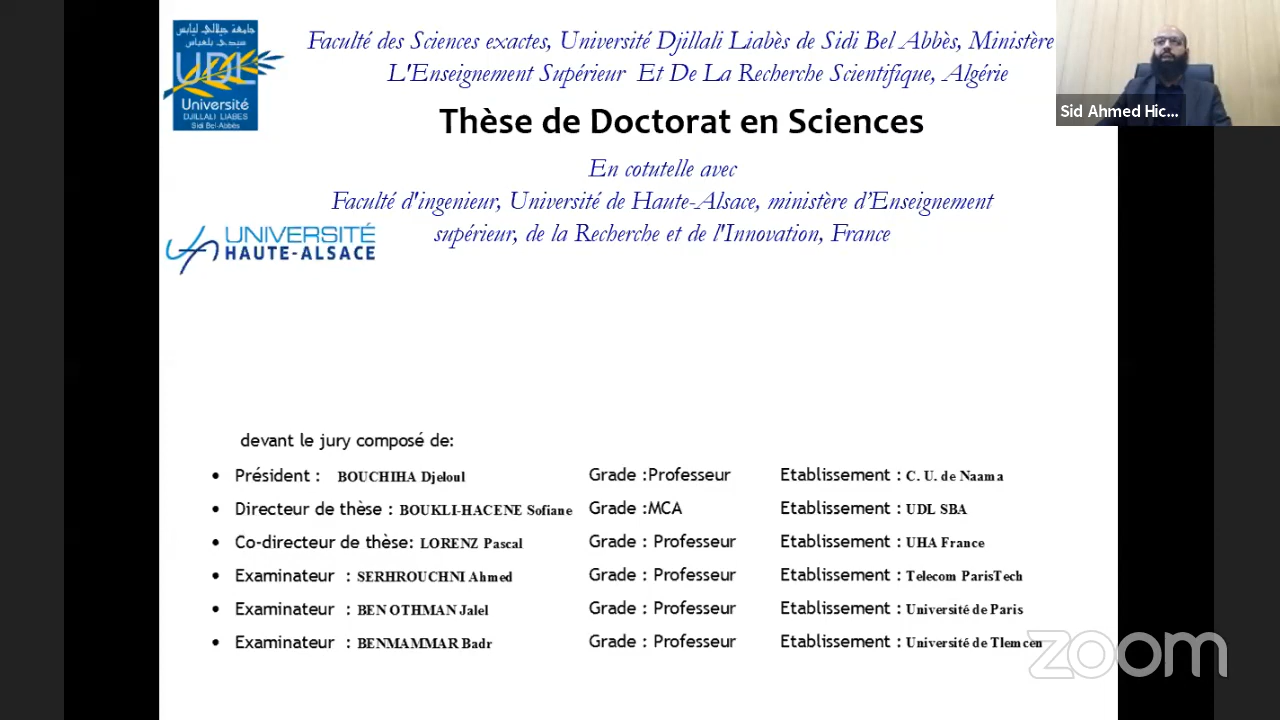 جامعة جيلالي ليابس
سيدي بلعباس
UDL
Université
DJILLALI LIABES
Sidi Bel-Abbès
Faculté des Sciences exactes, Université Djillali Liabès de Sidi Bel Abbès, Ministère
L'Enseignement Supérieur Et De La Recherche Scientifique, Algérie
Sid Ahmed Hic...
Thèse de Doctorat en Sciences
En cotutelle avec
Faculté d'ingenieur, Université de Haute-Alsace, ministère d’Enseignement
supérieur, de la Recherche et de l'Innovation, France
UNIVERSITÉ
HAUTE-ALSACE
devant le jury composé de:
• Président : BOUCHIHA Djeloul Grade :Professeur Etablissement : C. U. de Naama
• Directeur de thèse : BOUKLI-HACENE Sofiane Grade :MCA Etablissement : UDL SBA
• Co-directeur de thèse: LORENZ Pascal Grade : Professeur Etablissement : UHA France
• Examinateur : SERHROUCHNI Ahmed Grade : Professeur Etablissement : Telecom ParisTech
• Examinateur : BEN OTHMAN Jalel Grade : Professeur Etablissement : Université de Paris
• Examinateur : BENMAMMAR Badr Grade : Professeur Etablissement : Université de Tlemcen
zoom